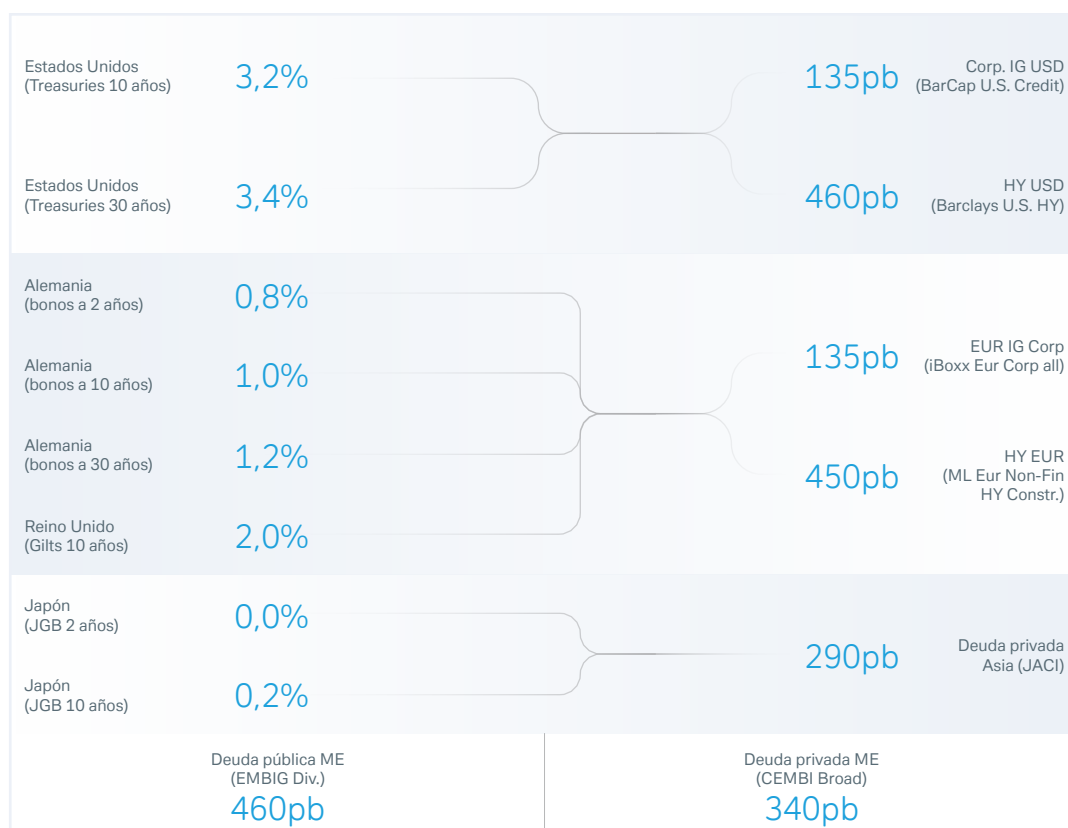 Estados Unidos
(Treasuries 10 años)
3,2%
135pb
Corp. IG USD
(BarCap U.S. Credit)
Estados Unidos
(Treasuries 30 años)
3,4%
460pb
HY USD
(Barclays U.S. HY)
Alemania
(bonos a 2 años)
0,8%
Alemania
(bonos a 10 años)
1,0%
135pb
EUR IG Corp
(iBoxx Eur Corp all)
Alemania
(bonos a 30 años)
1,2%
450pb
HY EUR
(ML Eur Non-Fin
HY Constr.)
Reino Unido
(Gilts 10 años)
2,0%
Japón
(JGB 2 años)
0,0%
290pb
Deuda privada
Asia (JACI)
Japón
(JGB 10 años)
0,2%
Deuda pública ME
(EMBIG Div.)
460pb
Deuda privada ME
(CEMBI Broad)
340pb